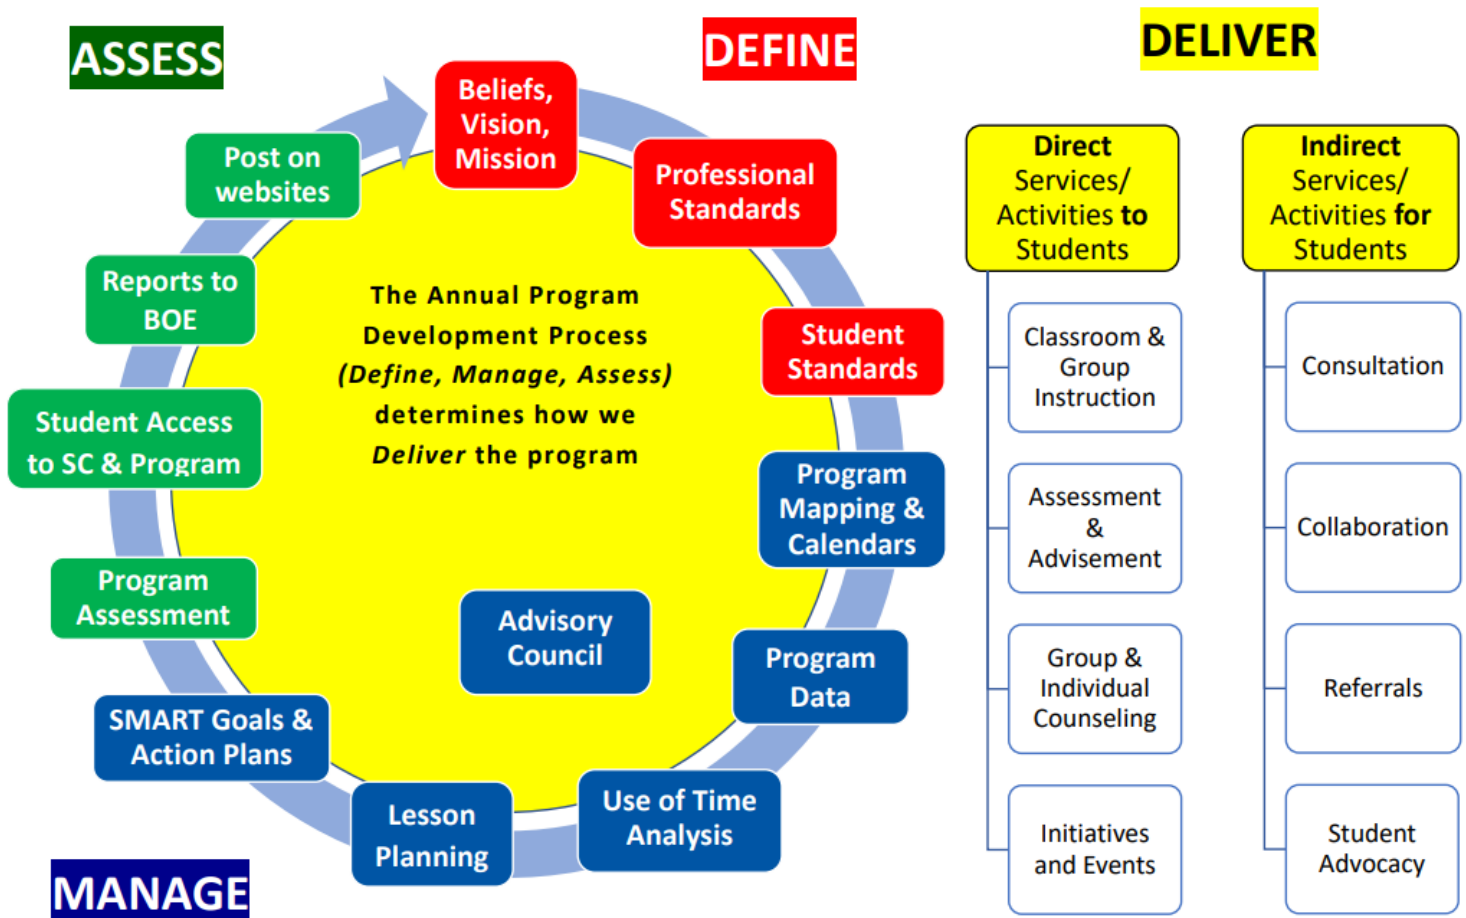 ASSESS
DEFINE
DELIVER
Beliefs,
Vision,
Mission
Professional
Standards
Student
Standards
Program
Mapping &
Calendars
Program
Data
Use of Time
Analysis
Lesson
Planning
SMART Goals &
Action Plans
Program
Assessment
Student Access
to SC & Program
Reports to
BOE
Post on
websites
The Annual Program
Development Process
(Define, Manage, Assess)
determines how we
Deliver the program
Advisory
Council
MANAGE
Direct
Services/
Activities to
Students
Classroom &
Group
Instruction
Assessment
&
Advisement
Group &
Individual
Counseling
Initiatives
and Events
Indirect
Services/
Activities for
Students
Consultation
Collaboration
Referrals
Student
Advocacy